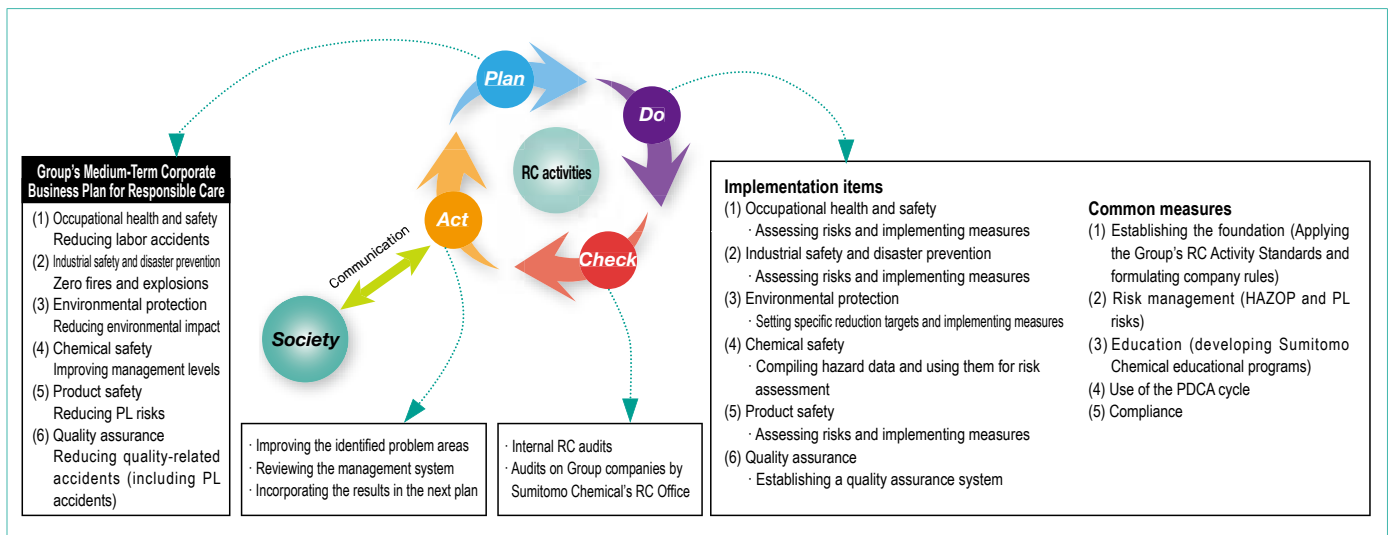 Plan
Do
RC activities
Act
Check
Communication
Society
Group's Medium-Term Corporate
Business Plan for Responsible Care
(1) Occupational health and safety
Reducing labor accidents
(2) Industrial safety and disaster prevention
Zero fires and explosions
(3) Environmental protection
Reducing environmental impact
(4) Chemical safety
Improving management levels
(5) Product safety
Reducing PL risks
(6) Quality assurance
Reducing quality-related
accidents (including PL
accidents)
· Improving the identified problem areas
· Reviewing the management system
· Incorporating the results in the next plan
· Internal RC audits
· Audits on Group companies by
Sumitomo Chemical's RC Office
Implementation items
(1) Occupational health and safety
· Assessing risks and implementing measures
(2) Industrial safety and disaster prevention
· Assessing risks and implementing measures
(3) Environmental protection
· Setting specific reduction targets and implementing measures
(4) Chemical safety
· Compiling hazard data and using them for risk
assessment
(5) Product safety
· Assessing risks and implementing measures
(6) Quality assurance
· Establishing a quality assurance system
Common measures
(1) Establishing the foundation (Applying
the Group's RC Activity Standards and
formulating company rules)
(2) Risk management (HAZOP and PL
risks)
(3) Education (developing Sumitomo
Chemical educational programs)
(4) Use of the PDCA cycle
(5) Compliance